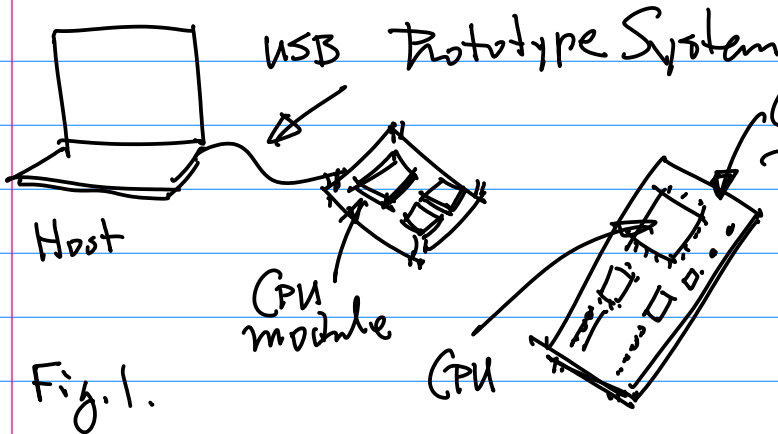 USB Prototype System
Host
CPU
module
CPU
Fig. 1.